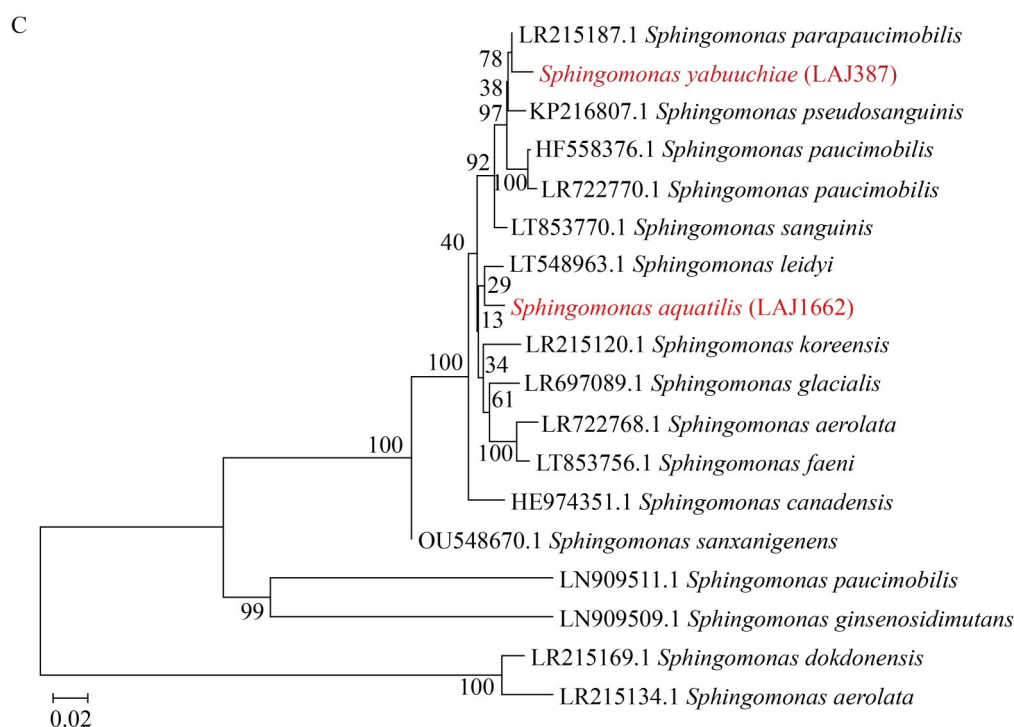 C
LR215187.1 Sphingomonas parapaucimobilis
78
Sphingomonas yabuuchiae (LAJ387)
38
97
KP216807.1 Sphingomonas pseudosanguinis
HF558376.1 Sphingomonas paucimobilis
92
100
LR722770.1 Sphingomonas paucimobilis
LT853770.1 Sphingomonas sanguinis
40
LT548963.1 Sphingomonas leidyi
29
Sphingomonas aquatilis (LAJ1662)
13
LR215120.1 Sphingomonas koreensis
100
34
LR697089.1 Sphingomonas glacialis
61
LR722768.1 Sphingomonas aerolata
100
100
LT853756.1 Sphingomonas faeni
HE974351.1 Sphingomonas canadensis
OU548670.1 Sphingomonas sanxanigenens
LN909511.1 Sphingomonas paucimobilis
99
LN909509.1 Sphingomonas ginsenosidimutans
LR215169.1 Sphingomonas dokdonensis
100
LR215134.1 Sphingomonas aerolata
0.02